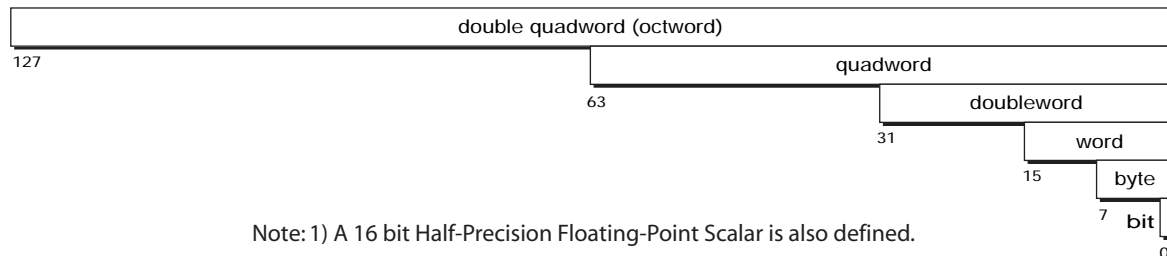 double quadword (octword)
127
quadword
63
doubleword
31
word
15
byte
7
bit
0
Note: 1) A 16 bit Half-Precision Floating-Point Scalar is also defined.